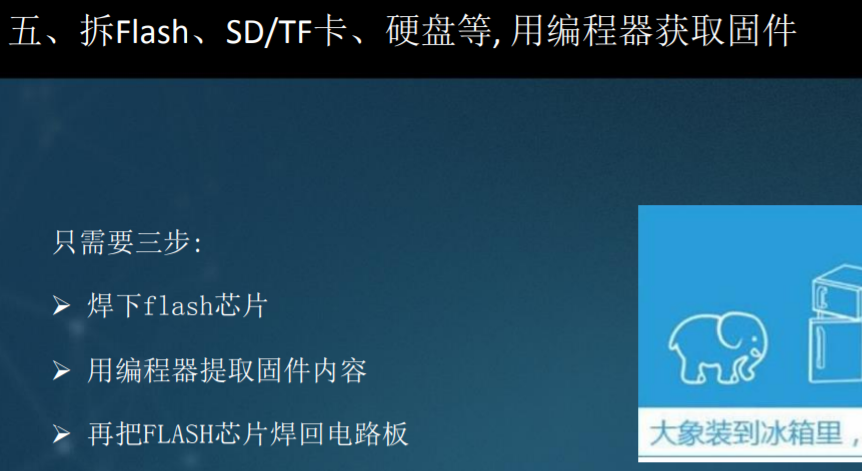 五、拆Flash、SD/TF卡、硬盘等,用编程器获取固件
只需要三步:
➢ 焊下flash芯片
➢ 用编程器提取固件内容
➢ 再把FLASH芯片焊回电路板
大象装到冰箱里，